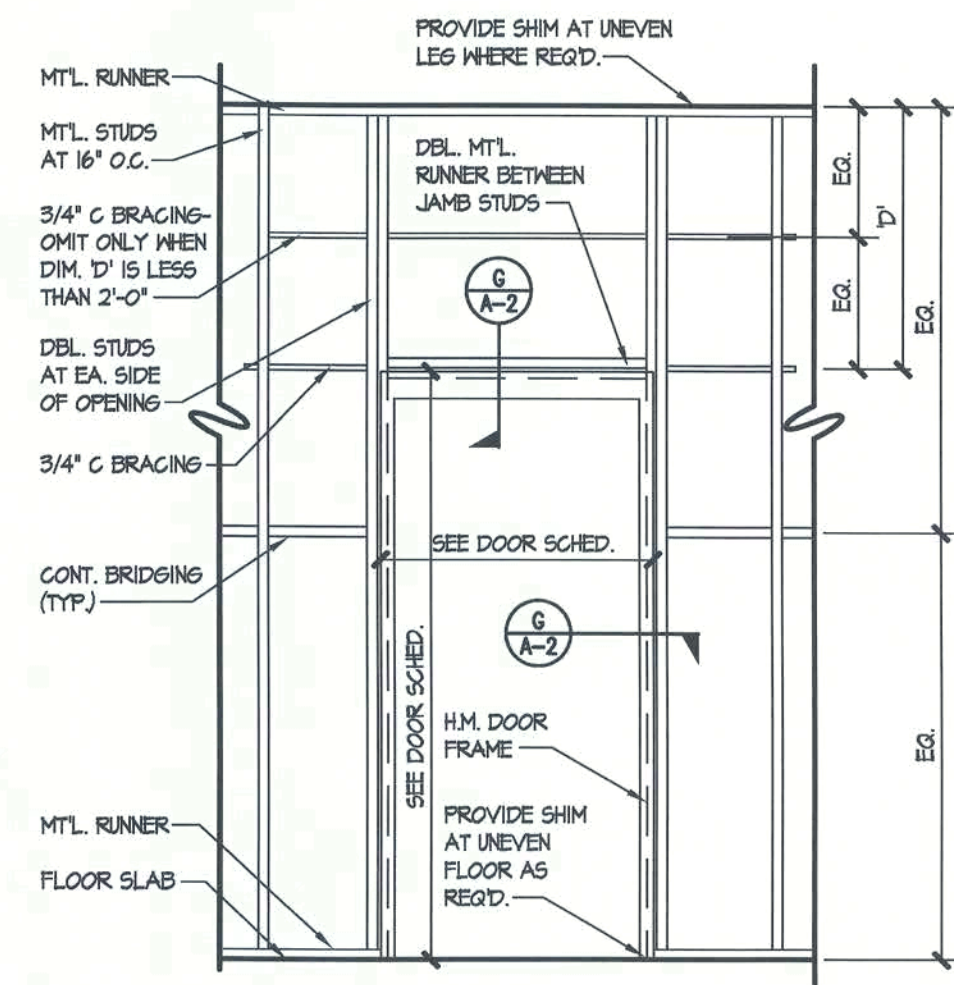 PROVIDE SHIM AT UNEVEN
LEG WHERE REQ'D.
MT'L. RUNNER
MT'L. STUDS
AT 16" O.C.
3/4" C BRACING-
OMIT ONLY WHEN
DIM. 'D' IS LESS
THAN 2'-0"
DBL. STUDS
AT EA. SIDE
OF OPENING
3/4" C BRACING
CONT. BRIDGING
(TYP.)
MT'L. RUNNER
FLOOR SLAB
DBL. MT'L.
RUNNER BETWEEN
JAMB STUDS
G
A-2
SEE DOOR SCHED.
G
A-2
SEE DOOR SCHED.
H.M. DOOR
FRAME
PROVIDE SHIM
AT UNEVEN
FLOOR AS
REQ'D.
EQ.
'D'
EQ.
EQ.
EQ.